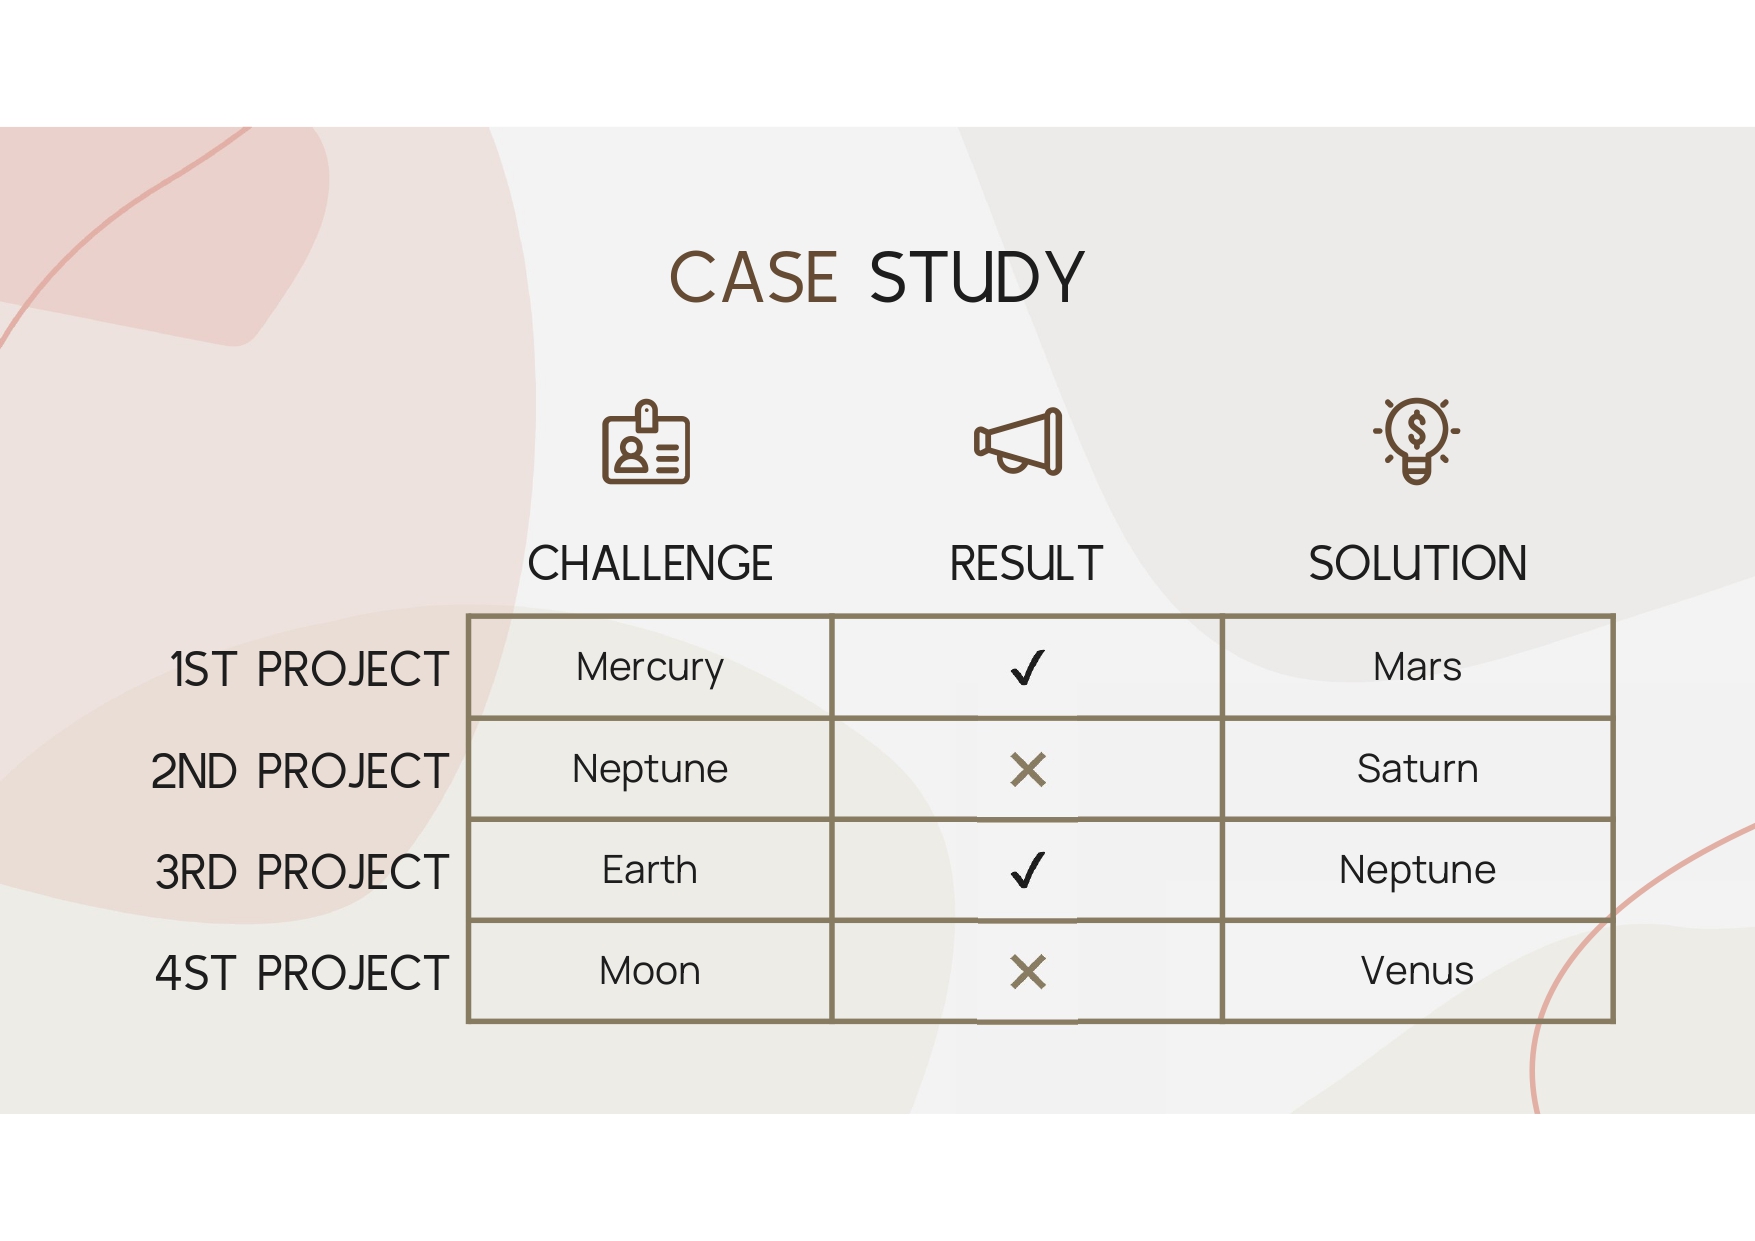 CASE STUDY
CHALLENGE RESULT SOLUTION
1ST PROJECT Mercury ✓ Mars
2ND PROJECT Neptune ✕ Saturn
3RD PROJECT Earth ✓ Neptune
4ST PROJECT Moon ✕ Venus